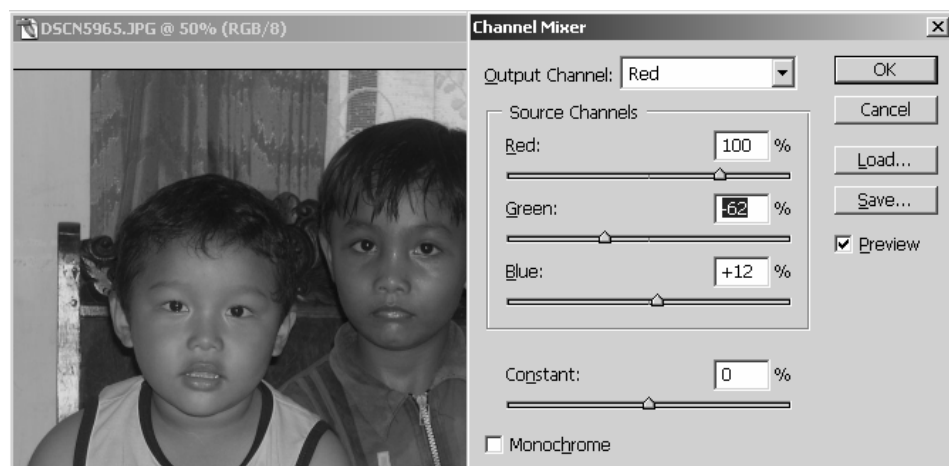 DSCN5965.JPG @ 50% (RGB/8)
Channel Mixer
Output Channel: Red
OK
Cancel
Load...
Save...
Preview
Source Channels
Red: 100 %
Green: -62 %
Blue: +12 %
Constant: 0 %
Monochrome